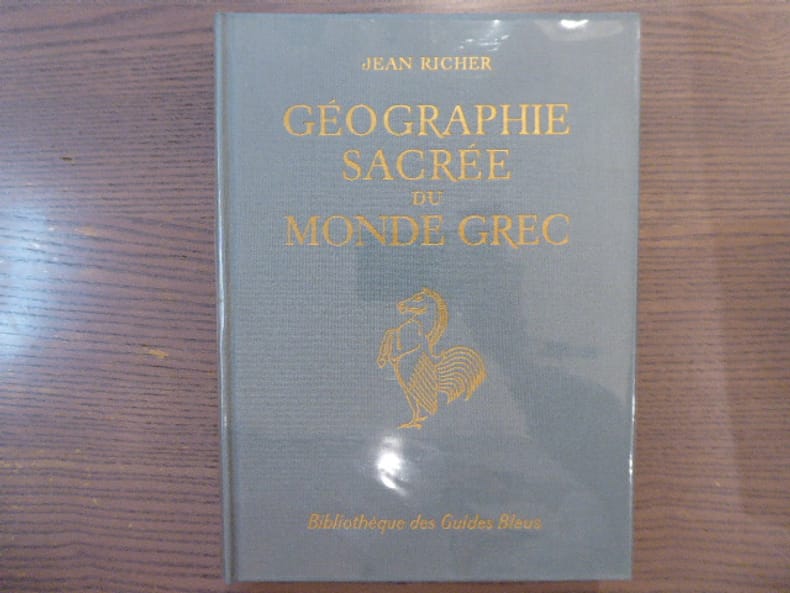 JEAN RICHER
GÉOGRAPHIE
SACRÉE
DU
MONDE GREC
Bibliothèque des Guides Bleus